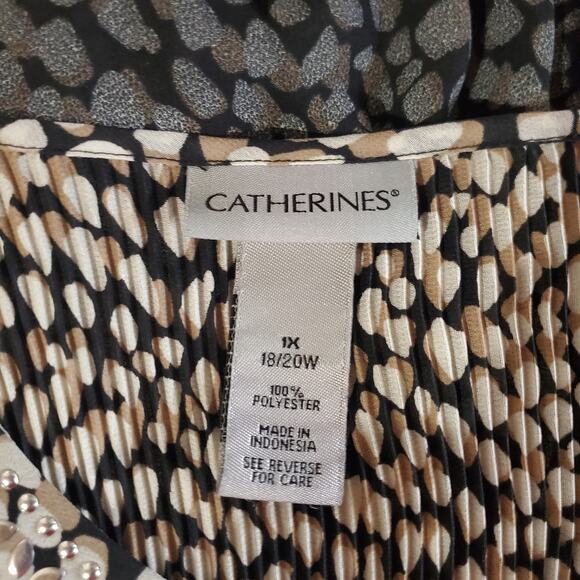 CATHERINES®
1X
18/20W
100%
POLYESTER
MADE IN
INDONESIA
SEE REVERSE
FOR CARE